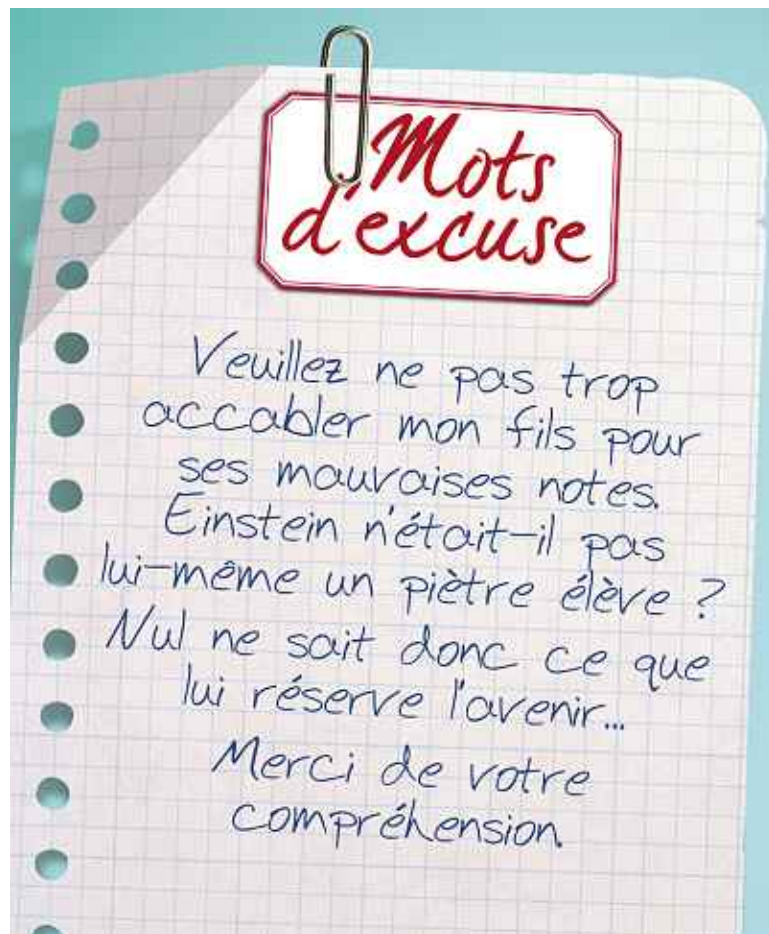 Mots
d'excuse
Veuillez ne pas trop
accabler mon fils pour
ses mauvaises notes.
Einstein n'était-il pas
lui-même un piètre élève ?
Nul ne sait donc ce que
lui réserve l'avenir...
Merci de votre
compréhension.